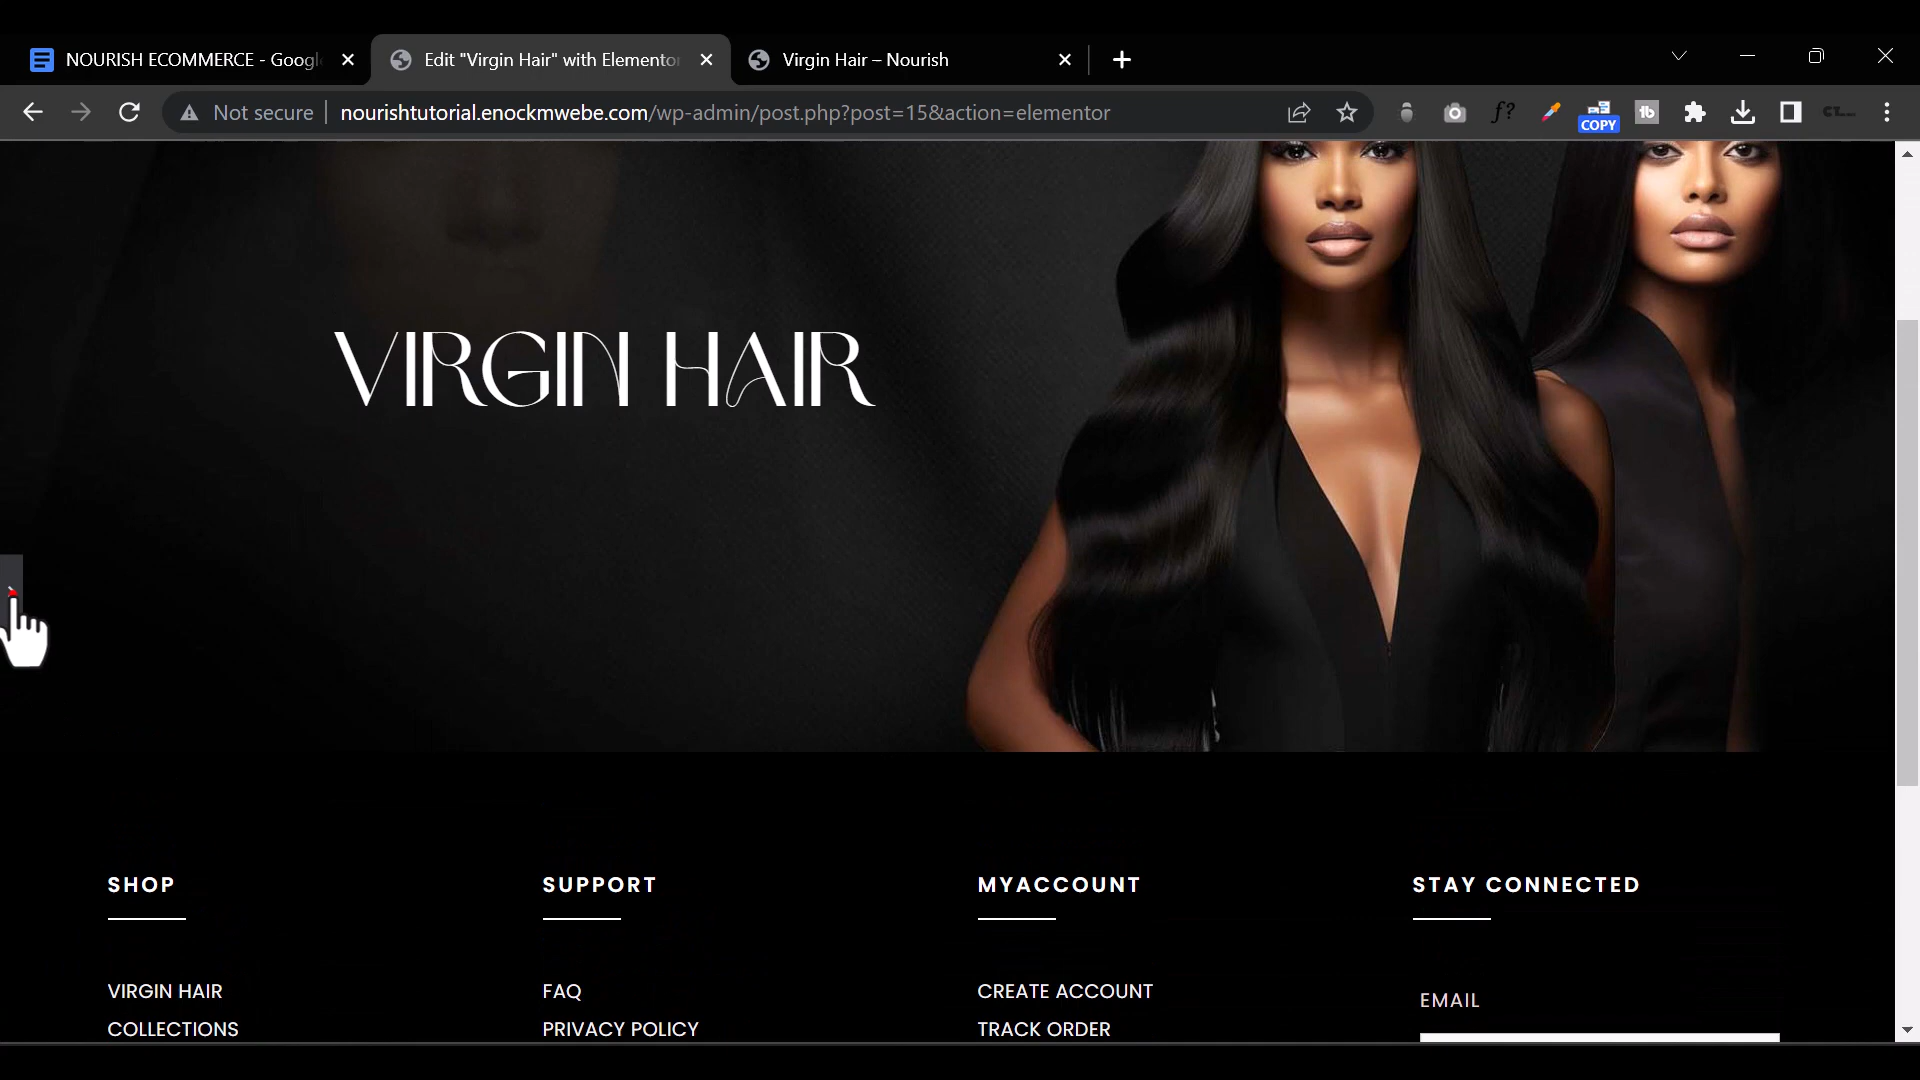 NOURISH ECOMMERCE - Googl
Edit "Virgin Hair" with Elemento
Virgin Hair – Nourish
Not secure
nourishtutorial.enockmwebe.com/wp-admin/post.php?post=15&action=elementor
f?
COPY
tb
VIRGIN HAIR
SHOP
SUPPORT
MYACCOUNT
STAY CONNECTED
VIRGIN HAIR
FAQ
CREATE ACCOUNT
EMAIL
COLLECTIONS
PRIVACY POLICY
TRACK ORDER